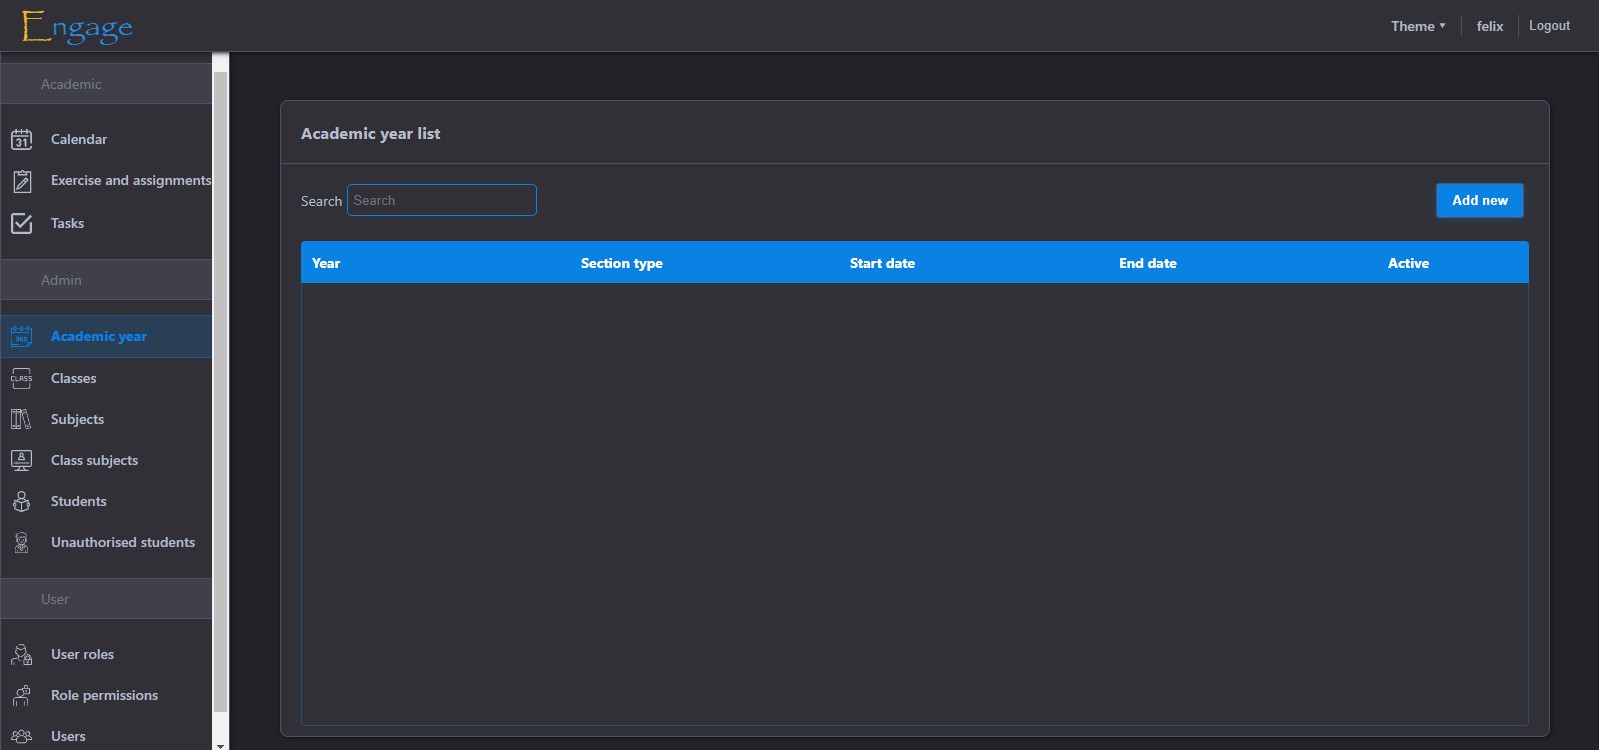 Engage
Theme ▾ felix Logout
Academic
31 Calendar
Exercise and assignments
Tasks
Admin
365 Academic year
CLASS Classes
Subjects
Class subjects
Students
Unauthorised students
User
User roles
Role permissions
Users
Academic year list
Search Search Add new
Year Section type Start date End date Active